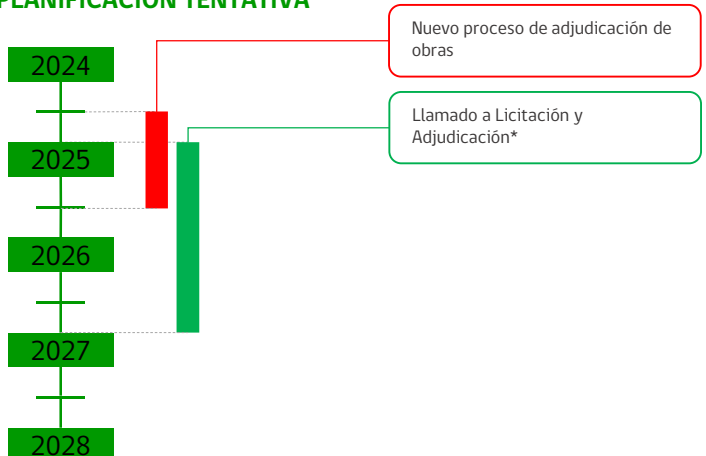 PLANIFICACIÓN TENTATIVA
Nuevo proceso de adjudicación de
obras
2024
Llamado a Licitación y
Adjudicación*
2025
2026
2027
2028